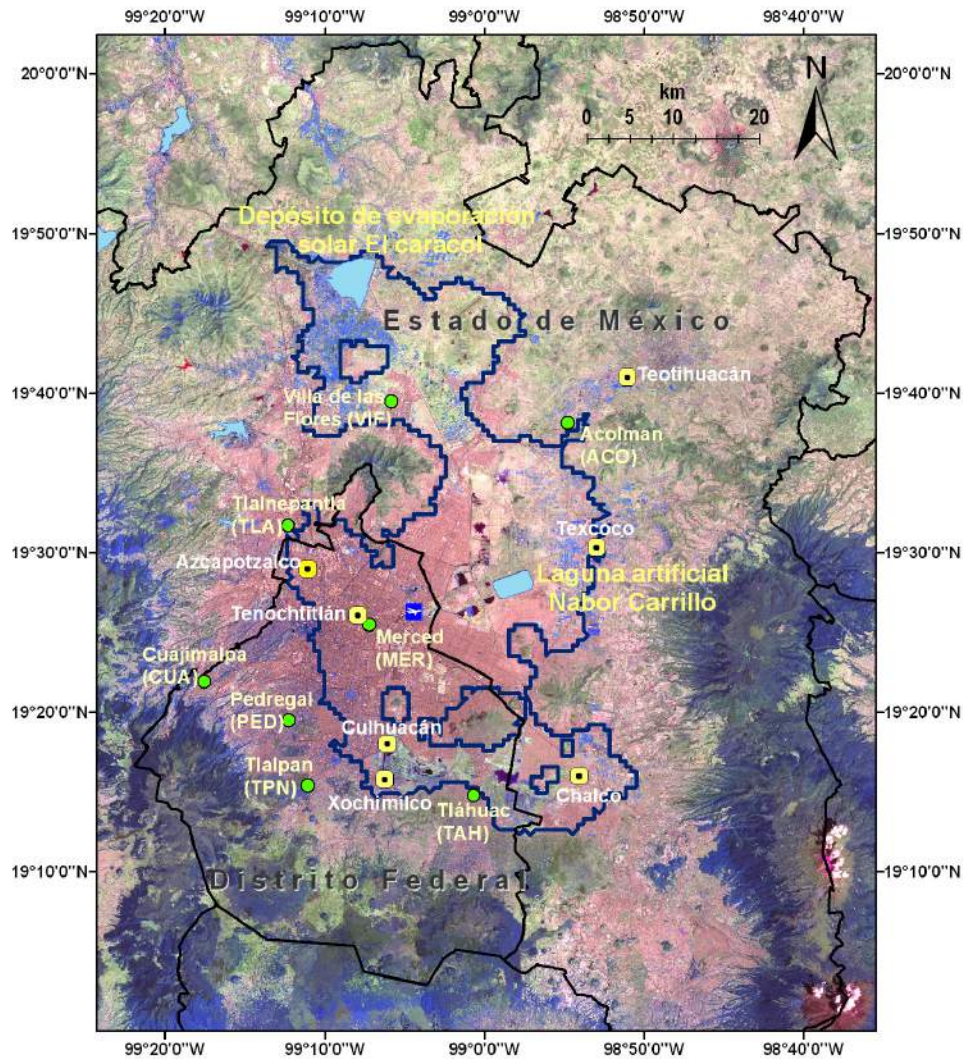 99°20'0"W 99°10'0"W 99°0'0"W 98°50'0"W 98°40'0"W
20°0'0"N
N
20°0'0"N
km
0 5 10 20
19°50'0"N
Depósito de evaporación
solar El caracol
19°50'0"N
Estado de México
19°40'0"N
Teotihuacán
19°40'0"N
Villa de las
Flores (VIF)
Acolman
(ACO)
Tlalnepantla
(TLA)
19°30'0"N
Texcoco
19°30'0"N
Azcapotzalco
Laguna artificial
Nabor Carrillo
Tenochtitlán
Merced
(MER)
Cuajimalpa
(CUA)
19°20'0"N
Pedregal
(PED)
19°20'0"N
Culhuacán
Tlalpan
(TPN)
Xochimilco
Chalco
Tláhuac
(TAH)
19°10'0"N
Distrito Federal
19°10'0"N
99°20'0"W 99°10'0"W 99°0'0"W 98°50'0"W 98°40'0"W